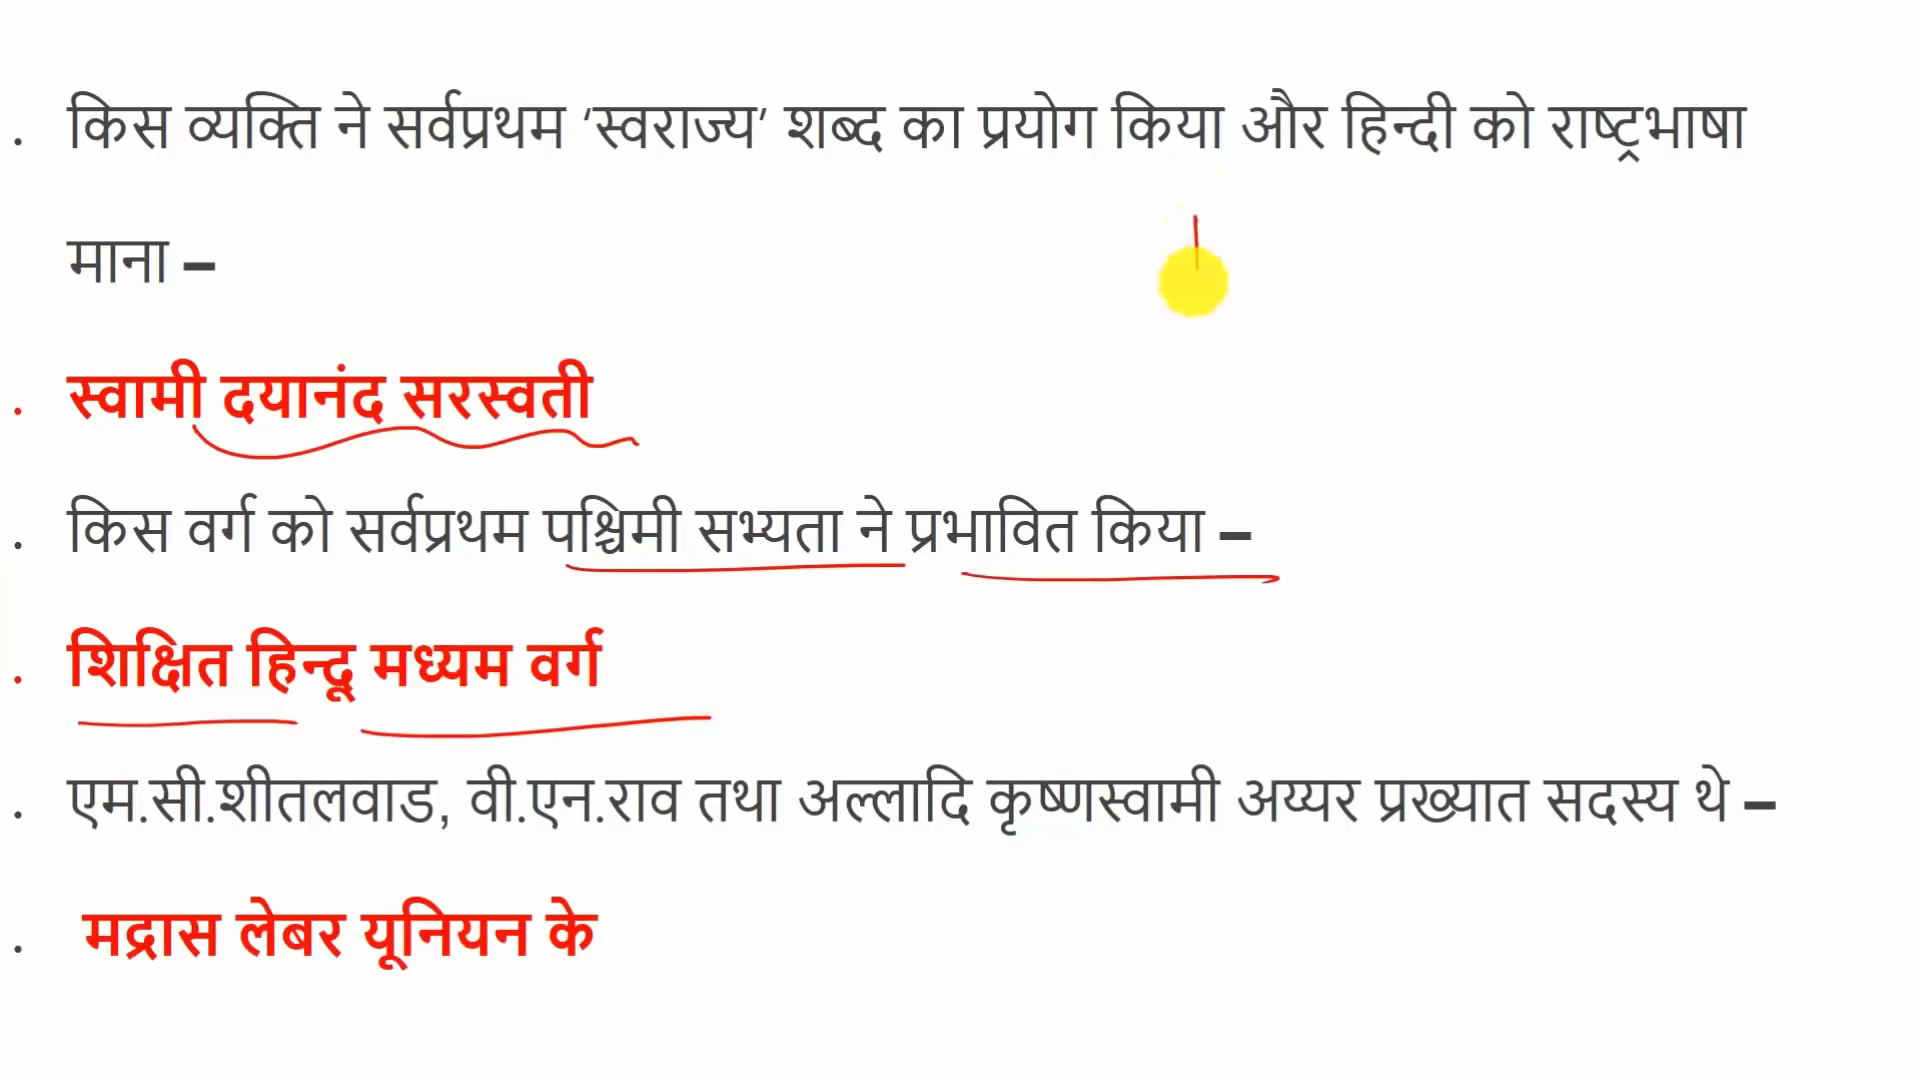 . किस व्यक्ति ने सर्वप्रथम ‘स्वराज्य’ शब्द का प्रयोग किया और हिन्दी को राष्ट्रभाषा
माना –
. स्वामी दयानंद सरस्वती
. किस वर्ग को सर्वप्रथम पश्चिमी सभ्यता ने प्रभावित किया –
. शिक्षित हिन्दू मध्यम वर्ग
. एम.सी.शीतलवाड, वी.एन.राव तथा अल्लादि कृष्णस्वामी अय्यर प्रख्यात सदस्य थे –
. मद्रास लेबर यूनियन के